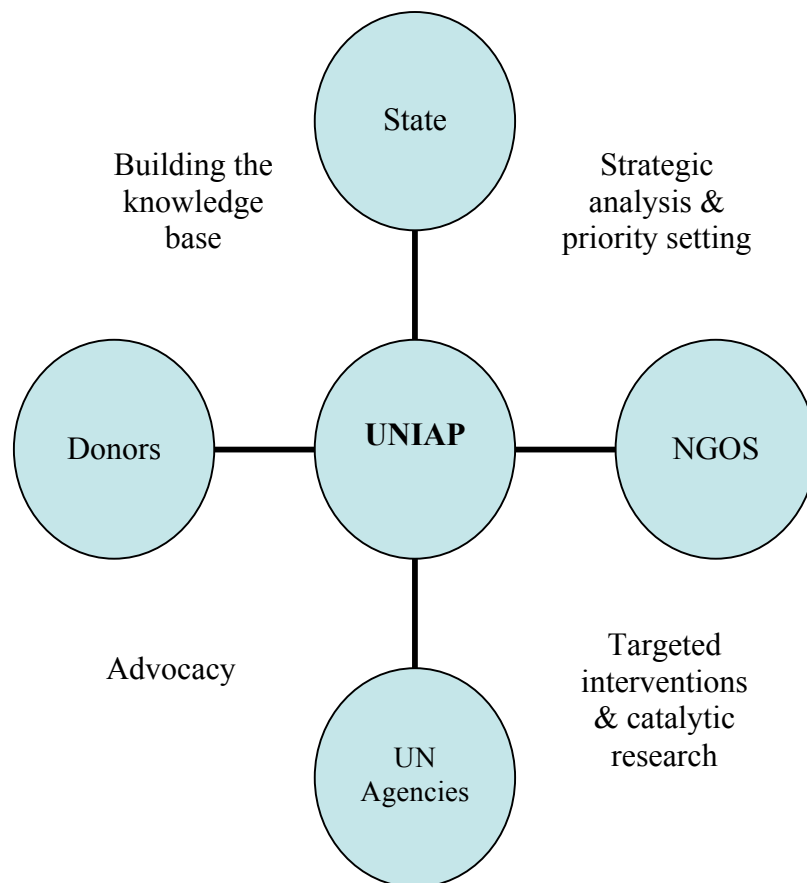 State
Building the
knowledge
base
Strategic
analysis &
priority setting
Donors
UNIAP
NGOS
Advocacy
Targeted
interventions
& catalytic
research
UN
Agencies